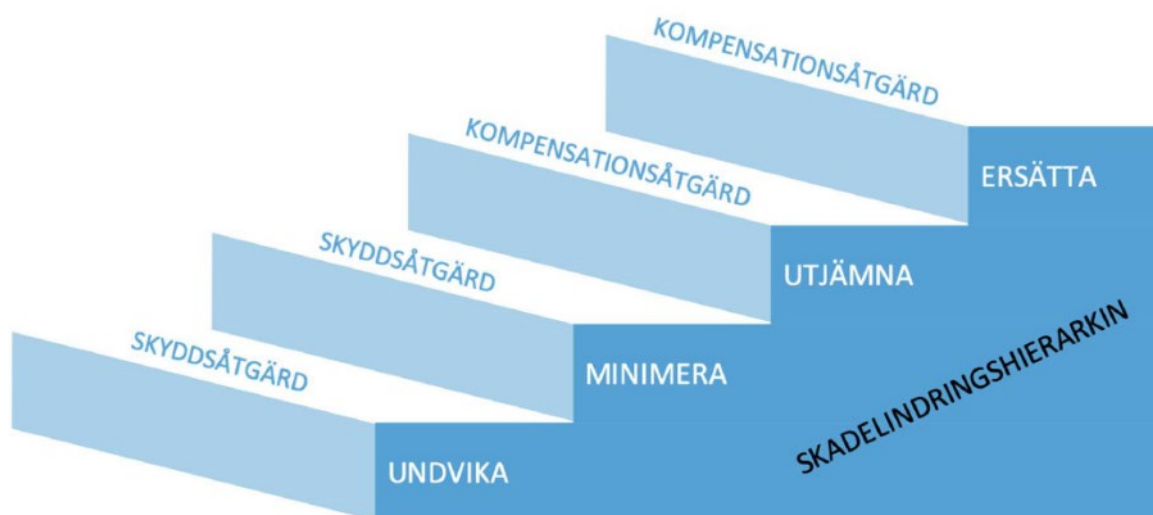 KOMPENSATIONSÅTGÄRD
ERSÄTTA
KOMPENSATIONSÅTGÄRD
UTJÄMNA
SKYDDSÅTGÄRD
MINIMERA
SKYDDSÅTGÄRD
UNDVIKA
SKADELINDRINGSHIERARKIN